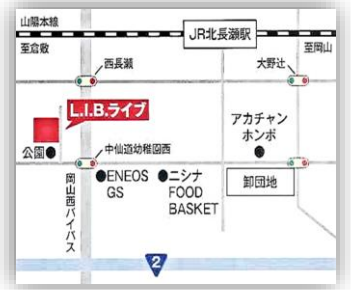 山陽本線
JR北長瀬駅
至倉敷
至岡山
西長瀬
大野辻
L.I.B.ライブ
アカチャン
ホンポ
公園
中仙道幼稚園西
ENEOS
GS
ニシナ
FOOD
BASKET
卸団地
岡山西バイパス
2